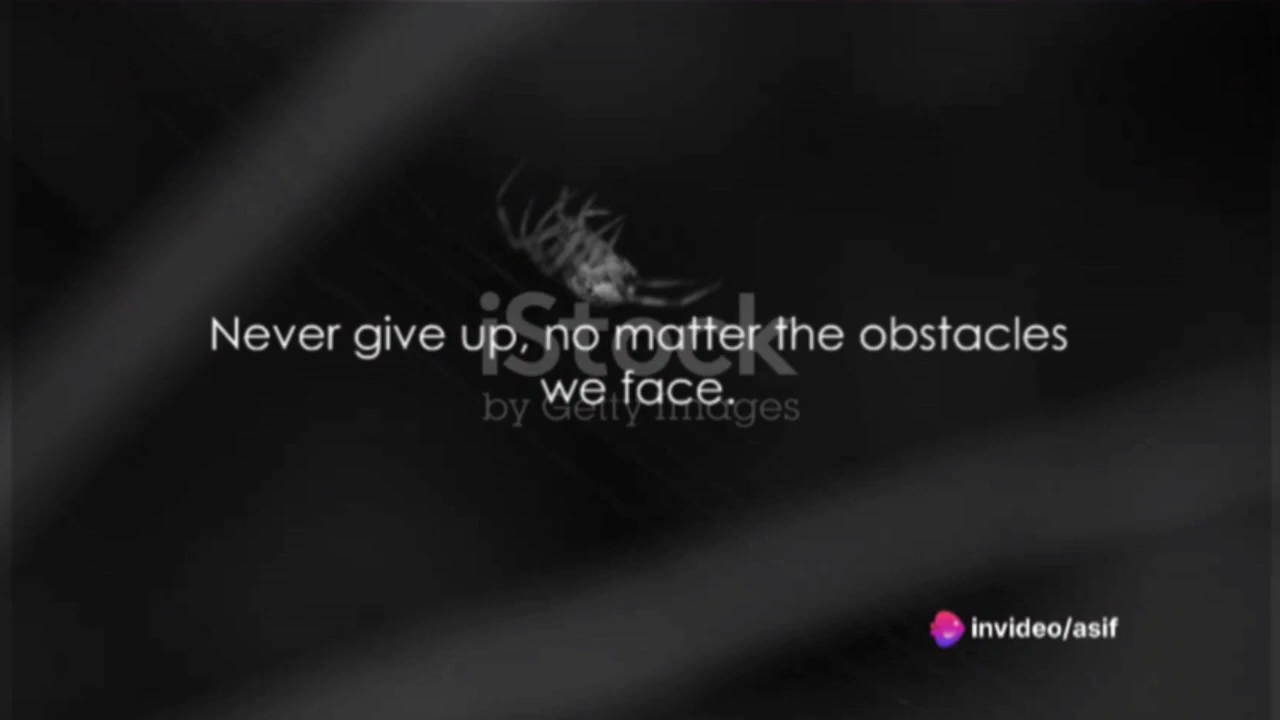 iStock
Never give up, no matter the obstacles
we face.
by Getty Images
invideo/asif